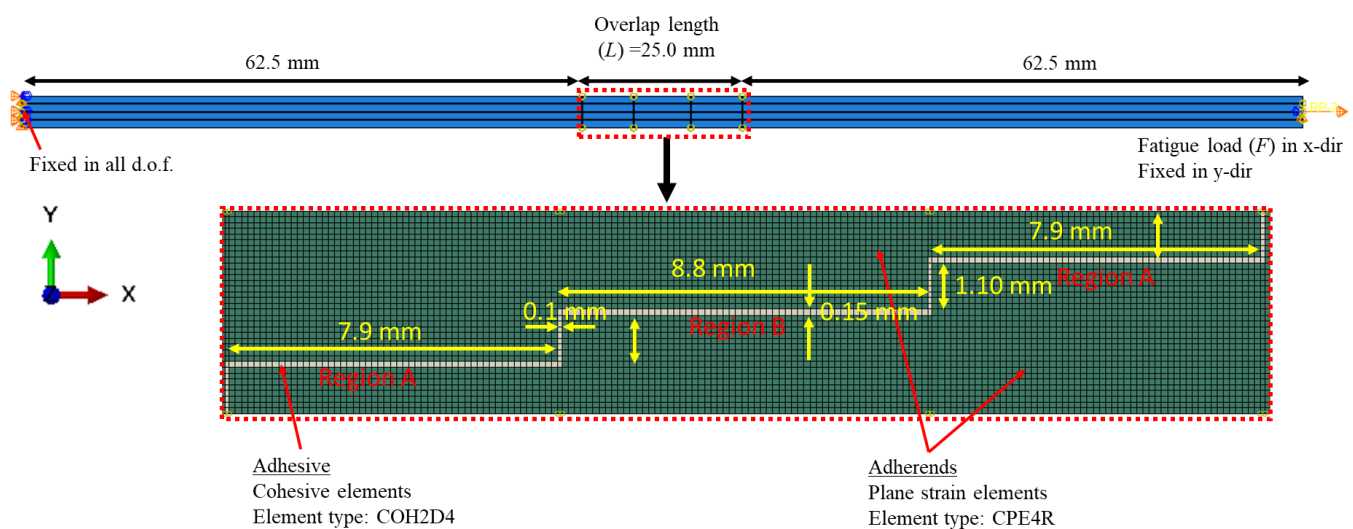 Overlap length
(L) =25.0 mm
62.5 mm
62.5 mm
Fixed in all d.o.f.
Fatigue load (F) in x-dir
Fixed in y-dir
Y
X
7.9 mm
8.8 mm
Region A
1.10 mm
0.1 mm
0.15 mm
Region B
7.9 mm
Region A
Adhesive
Cohesive elements
Element type: COH2D4
Adherends
Plane strain elements
Element type: CPE4R